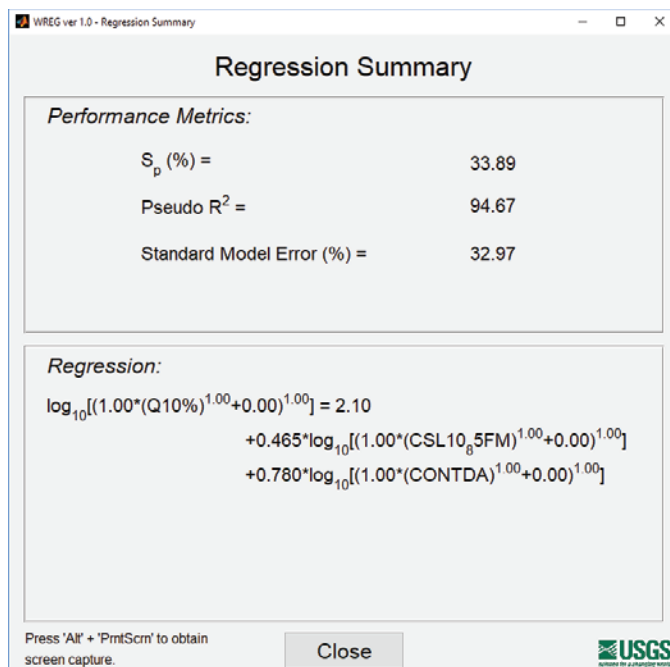 WREG ver 1.0 - Regression Summary
Regression Summary
Performance Metrics:
Sp (%) = 33.89
Pseudo R² = 94.67
Standard Model Error (%) = 32.97
Regression:
log₁₀[(1.00*(Q10%)^1.00+0.00)^1.00] = 2.10
+0.465*log₁₀[(1.00*(CSL10₈5FM)^1.00+0.00)^1.00]
+0.780*log₁₀[(1.00*(CONTDA)^1.00+0.00)^1.00]
Press 'Alt' + 'PrntScrn' to obtain
screen capture.
Close
USGS